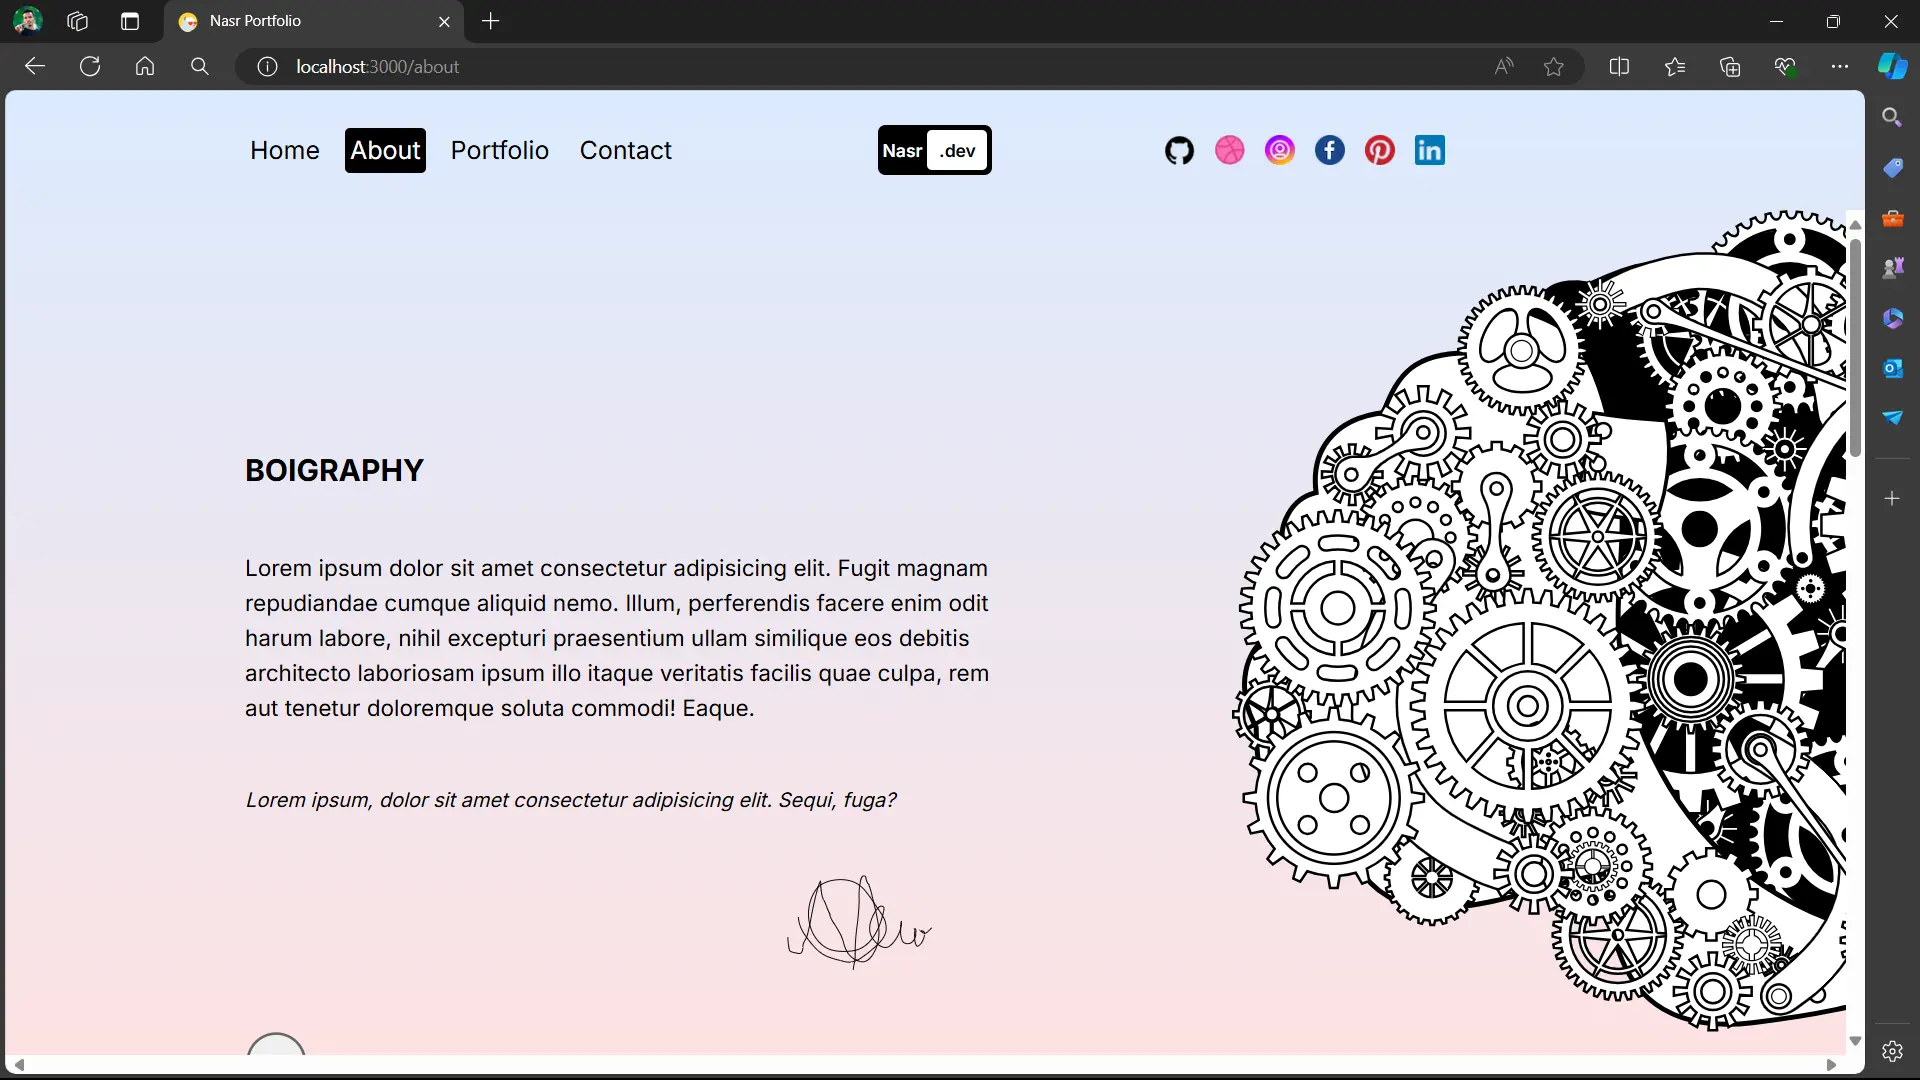 Nasr Portfolio
localhost:3000/about
Home About Portfolio Contact
Nasr .dev
BOIGRAPHY
Lorem ipsum dolor sit amet consectetur adipisicing elit. Fugit magnam
repudiandae cumque aliquid nemo. Illum, perferendis facere enim odit
harum labore, nihil excepturi praesentium ullam similique eos debitis
architecto laboriosam ipsum illo itaque veritatis facilis quae culpa, rem
aut tenetur doloremque soluta commodi! Eaque.
Lorem ipsum, dolor sit amet consectetur adipisicing elit. Sequi, fuga?